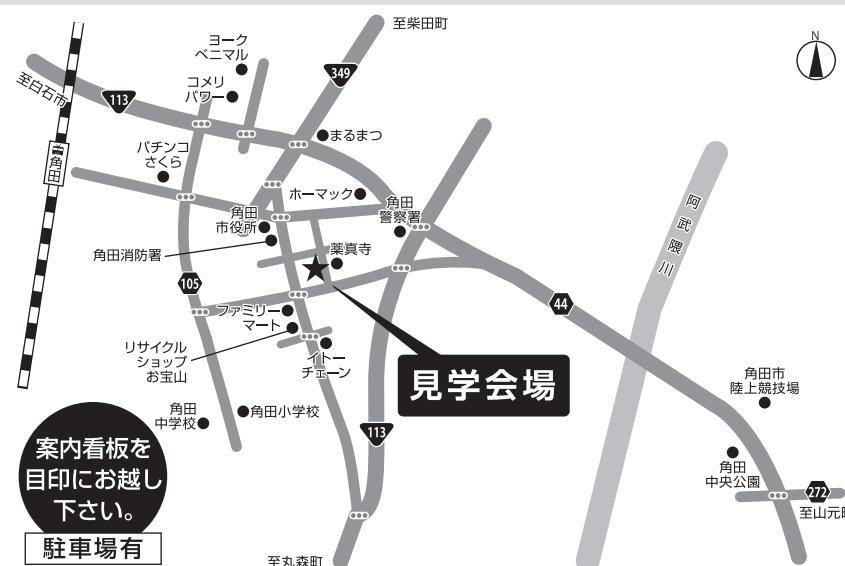 至柴田町
N
ヨーク
ベニマル
349
コメリ
パワー
至白石市
113
まるまつ
パチンコ
さくら
角田
ホーマック
角田
警察署
阿武隈川
角田
市役所
角田消防署
薬真寺
105
44
ファミリー
マート
リサイクル
ショップ
お宝山
イトー
チェーン
見学会場
角田市
陸上競技場
角田
中学校
角田小学校
113
案内看板を
目印にお越し
下さい。
駐車場有
角田
中央公園
272
至山元町
至丸森町